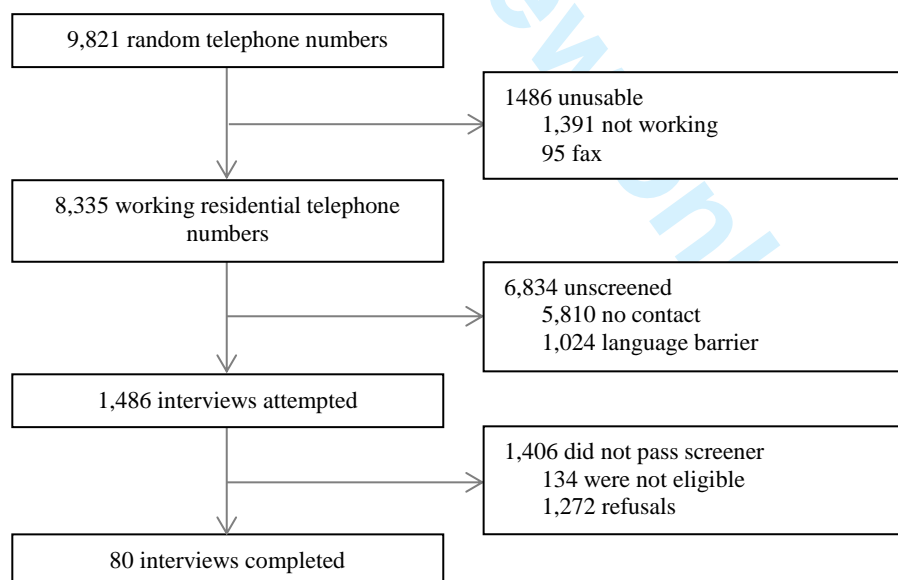 9,821 random telephone numbers
1486 unusable
1,391 not working
95 fax
8,335 working residential telephone
numbers
6,834 unscreened
5,810 no contact
1,024 language barrier
1,486 interviews attempted
1,406 did not pass screener
134 were not eligible
1,272 refusals
80 interviews completed